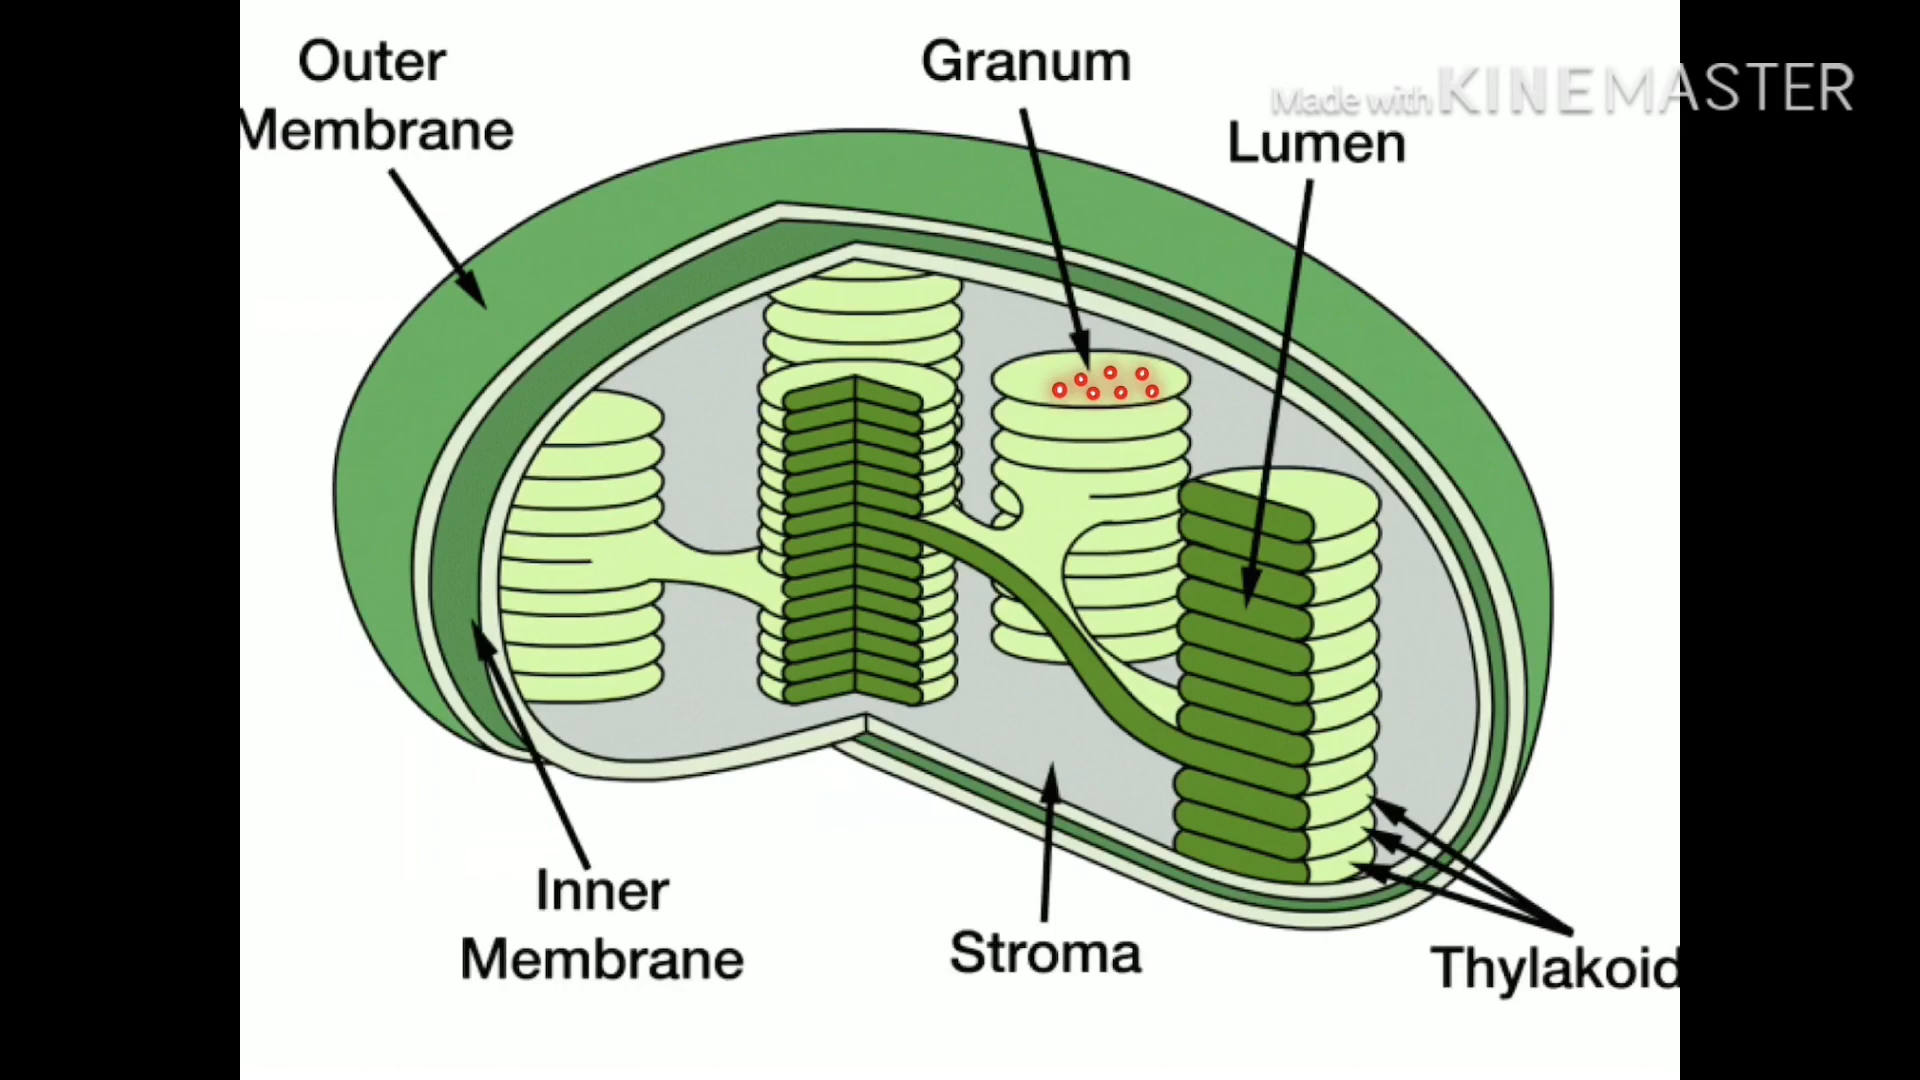 Outer
Membrane
Granum
Made with KINEMASTER
Lumen
Inner
Membrane
Stroma
Thylakoid